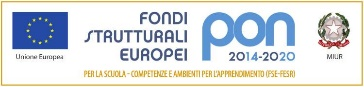 FONDI
STRUTTURALI
EUROPEI
pon
2014-2020
Unione Europea
MIUR
PER LA SCUOLA - COMPETENZE E AMBIENTI PER L'APPRENDIMENTO (FSE-FESR)